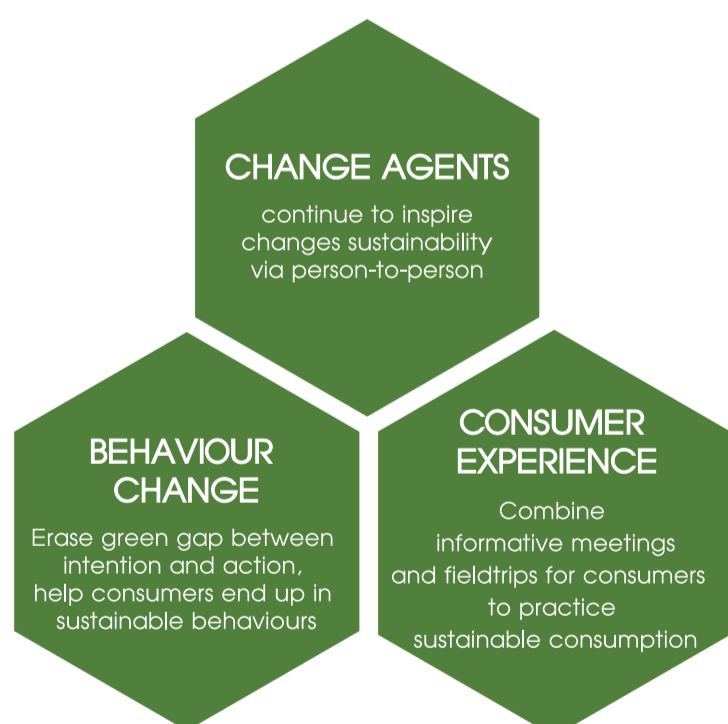 CHANGE AGENTS
continue to inspire
changes sustainability
via person-to-person
BEHAVIOUR
CHANGE
Erase green gap between
intention and action,
help consumers end up in
sustainable behaviours
CONSUMER
EXPERIENCE
Combine
informative meetings
and fieldtrips for consumers
to practice
sustainable consumption